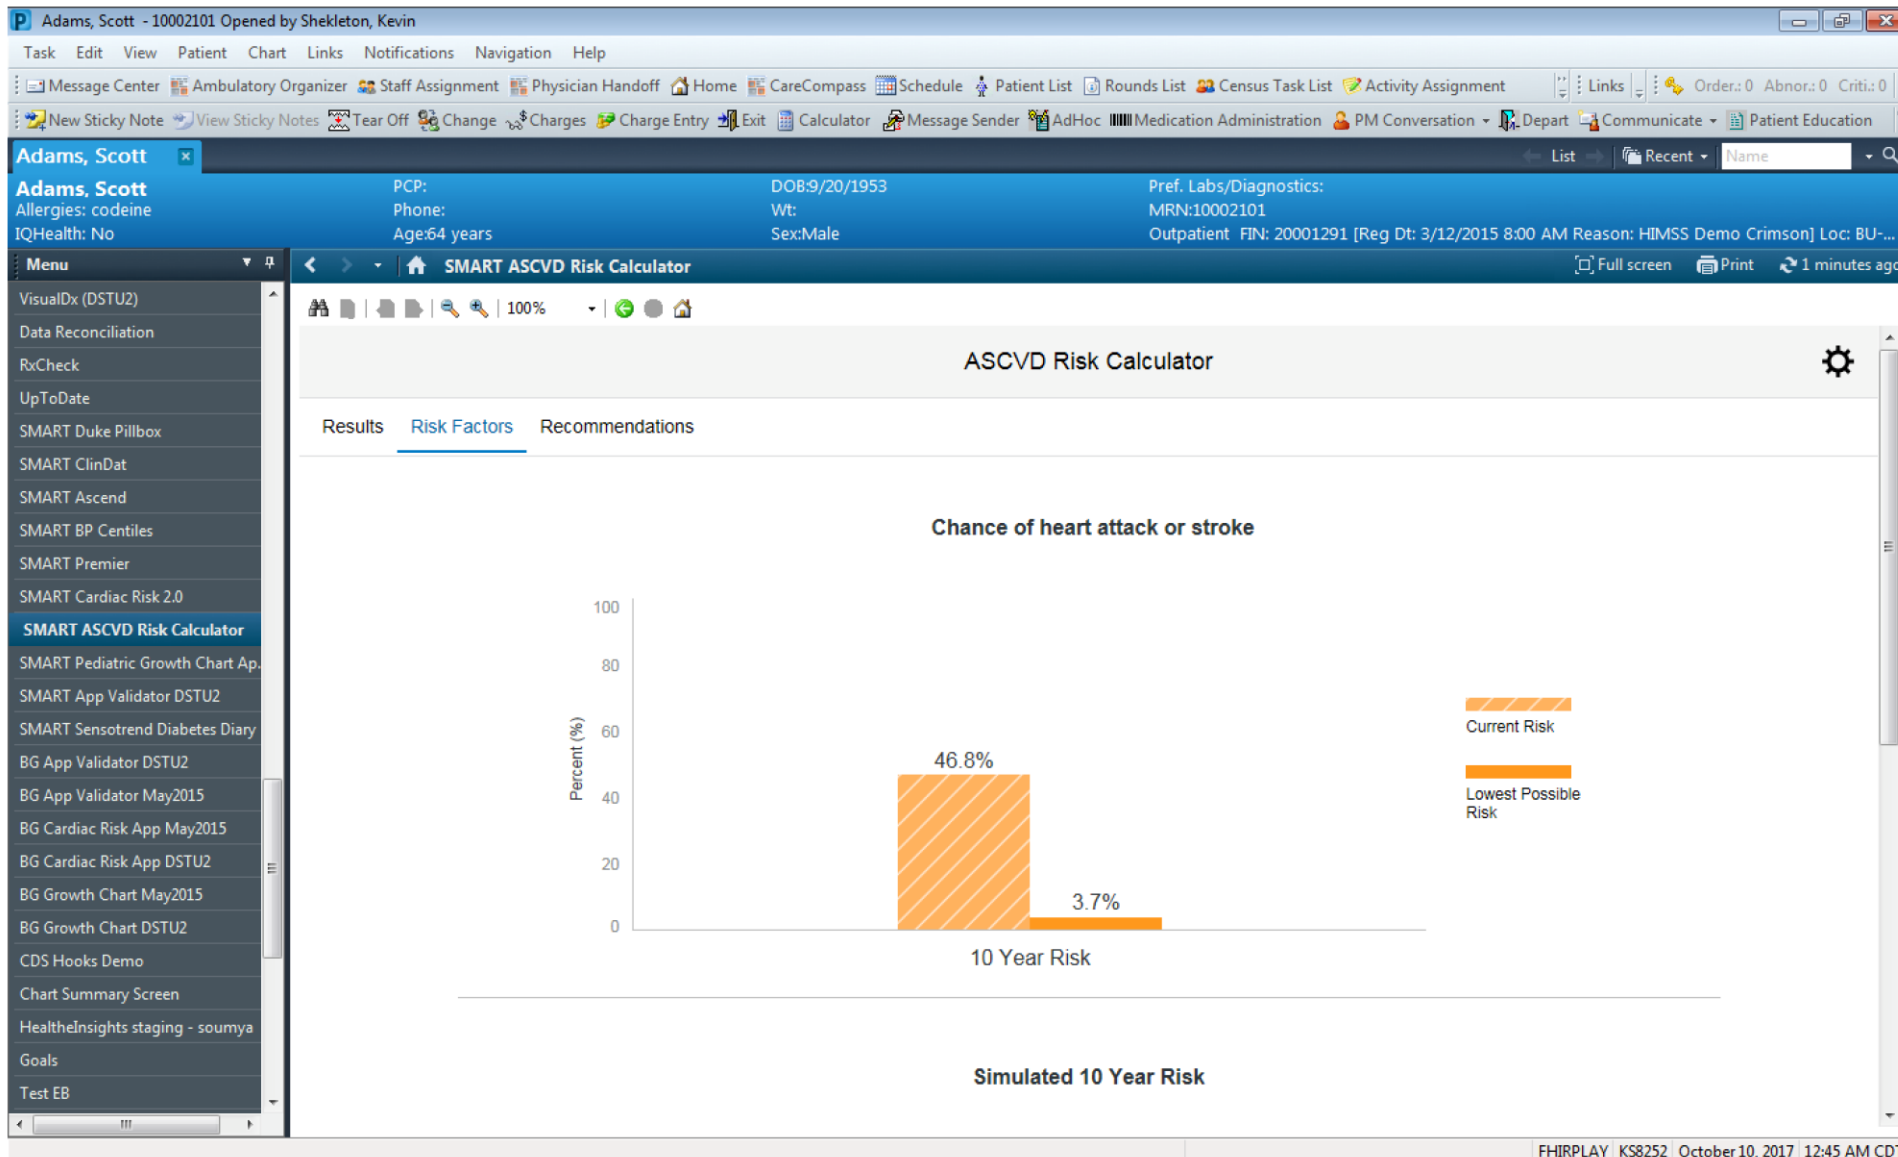 Adams, Scott - 10002101 Opened by Shekleton, Kevin
Task Edit View Patient Chart Links Notifications Navigation Help
Message Center Ambulatory Organizer Staff Assignment Physician Handoff Home CareCompass Schedule Patient List Rounds List Census Task List Activity Assignment Links Order.: 0 Abnor.: 0 Criti.: 0
New Sticky Note View Sticky Notes Tear Off Change Charges Charge Entry Exit Calculator Message Sender AdHoc Medication Administration PM Conversation Depart Communicate Patient Education
Adams, Scott List Recent Name
Adams, Scott PCP: DOB:9/20/1953 Pref. Labs/Diagnostics:
Allergies: codeine Phone: Wt: MRN:10002101
IQHealth: No Age:64 years Sex:Male Outpatient FIN: 20001291 [Reg Dt: 3/12/2015 8:00 AM Reason: HIMSS Demo Crimson] Loc: BU-...
Menu SMART ASCVD Risk Calculator Full screen Print 1 minutes ago
VisualDx (DSTU2)
Data Reconciliation
RxCheck
UpToDate
SMART Duke Pillbox
SMART ClinDat
SMART Ascend
SMART BP Centiles
SMART Premier
SMART Cardiac Risk 2.0
SMART ASCVD Risk Calculator
SMART Pediatric Growth Chart Ap.
SMART App Validator DSTU2
SMART Sensotrend Diabetes Diary
BG App Validator DSTU2
BG App Validator May2015
BG Cardiac Risk App May2015
BG Cardiac Risk App DSTU2
BG Growth Chart May2015
BG Growth Chart DSTU2
CDS Hooks Demo
Chart Summary Screen
HealtheInsights staging - soumya
Goals
Test EB
100%
ASCVD Risk Calculator
Results Risk Factors Recommendations
Chance of heart attack or stroke
100
80
60
40
20
0
Percent (%)
46.8%
3.7%
10 Year Risk
Current Risk
Lowest Possible
Risk
Simulated 10 Year Risk
FHIRPLAY KS8252 October 10, 2017 12:45 AM CDT